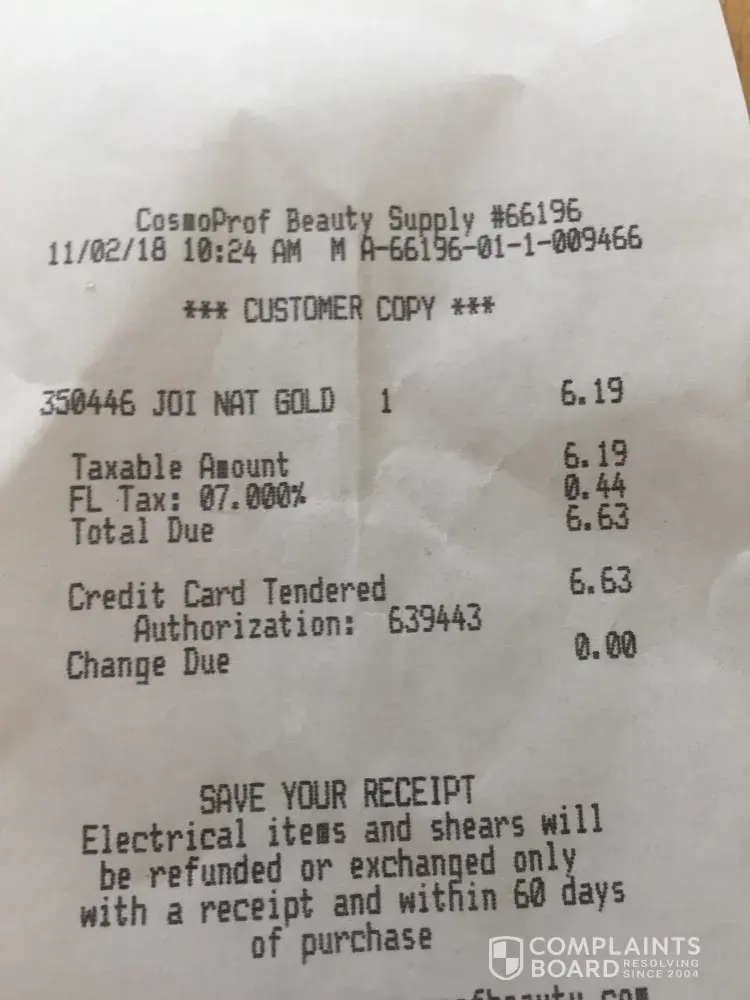 CosmoProf Beauty Supply #66196
11/02/18 10:24 AM M A-66196-01-1-009466
*** CUSTOMER COPY ***
350446 JOI NAT GOLD 1 6.19
Taxable Amount 6.19
FL Tax: 07.000% 0.44
Total Due 6.63
Credit Card Tendered 6.63
Authorization: 639443
Change Due 0.00
SAVE YOUR RECEIPT
Electrical items and shears will
be refunded or exchanged only
with a receipt and within 60 days
of purchase
COMPLAINTS
BOARD RESOLVING
SINCE 2004